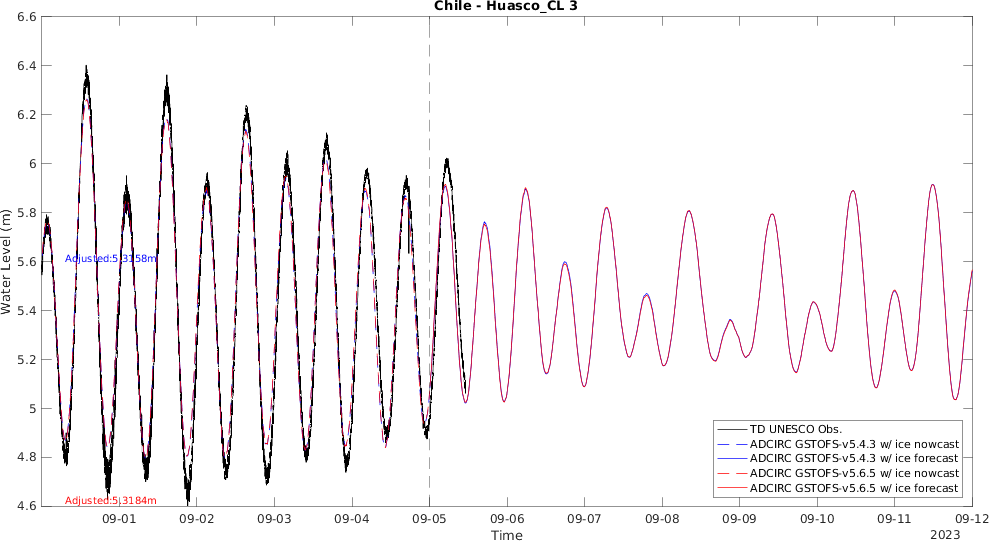 Chile - Huasco_CL 3
6.6
6.4
6.2
6
5.8
5.6
5.4
5.2
5
4.8
4.6
Water Level (m)
Adjusted:5.3158m
Adjusted:5.3184m
TD UNESCO Obs.
ADCIRC GSTOFS-v5.4.3 w/ ice nowcast
ADCIRC GSTOFS-v5.4.3 w/ ice forecast
ADCIRC GSTOFS-v5.6.5 w/ ice nowcast
ADCIRC GSTOFS-v5.6.5 w/ ice forecast
09-01 09-02 09-03 09-04 09-05 09-06 09-07 09-08 09-09 09-10 09-11 09-12
Time
2023